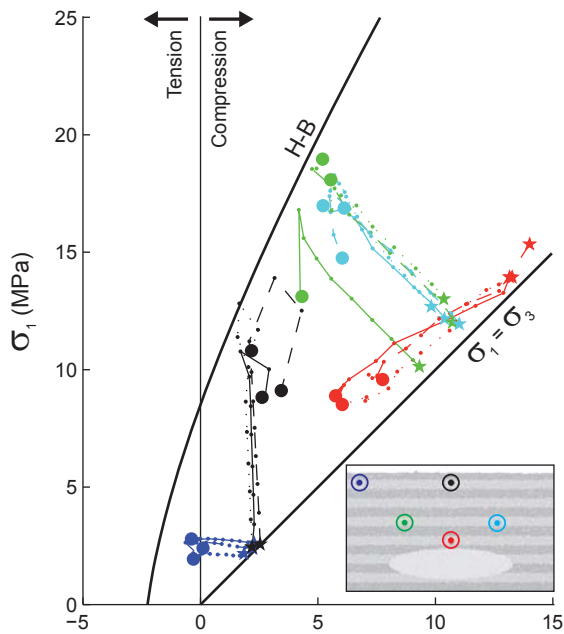 25
20
15
10
5
0
−5
0
5
10
15
σ1 (MPa)
Tension
Compression
H-B
σ1 = σ3